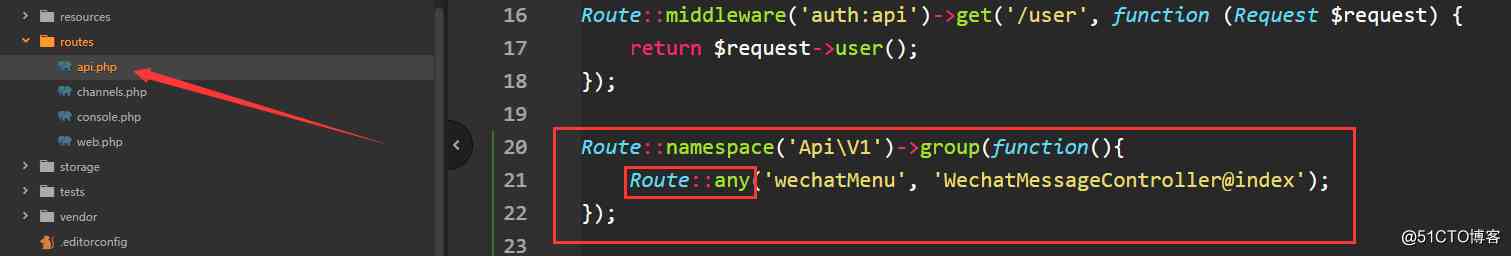 resources
routes
api.php
channels.php
console.php
web.php
storage
tests
vendor
.editorconfig
16 Route::middleware('auth:api')->get('/user', function (Request $request) {
17     return $request->user();
18 });
19
20 Route::namespace('Api\V1')->group(function(){
21     Route::any('wechatMenu', 'WechatMessageController@index');
22 });
23
@51CTO博客